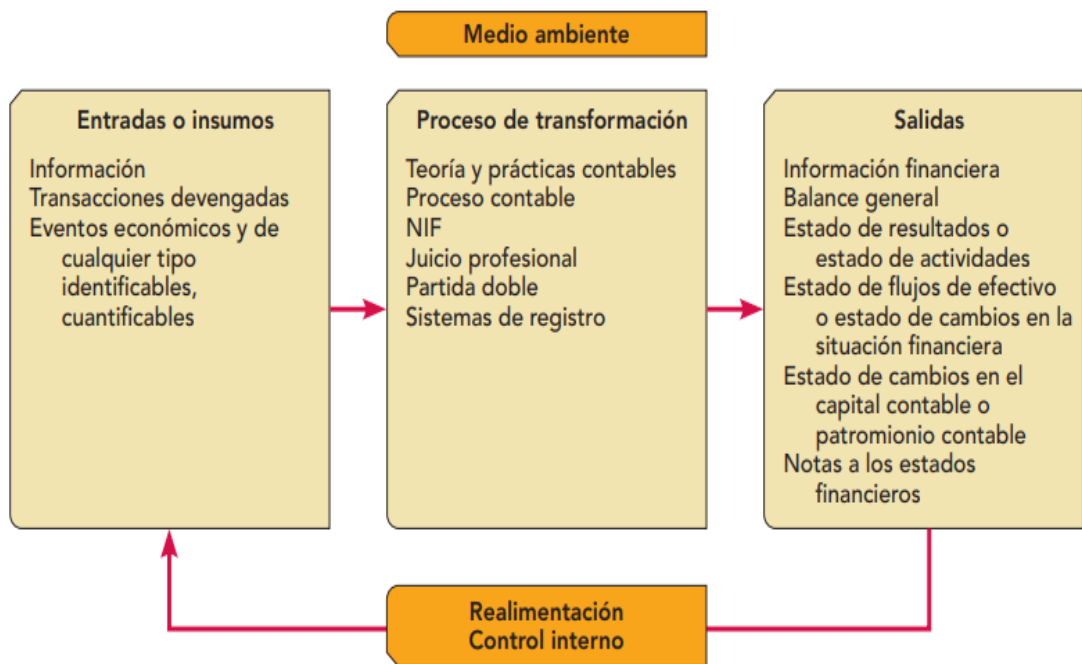 Medio ambiente
Entradas o insumos
Información
Transacciones devengadas
Eventos económicos y de
cualquier tipo
identificables,
cuantificables
Proceso de transformación
Teoría y prácticas contables
Proceso contable
NIF
Juicio profesional
Partida doble
Sistemas de registro
Salidas
Información financiera
Balance general
Estado de resultados o
estado de actividades
Estado de flujos de efectivo
o estado de cambios en la
situación financiera
Estado de cambios en el
capital contable o
patromionio contable
Notas a los estados
financieros
Realimentación
Control interno